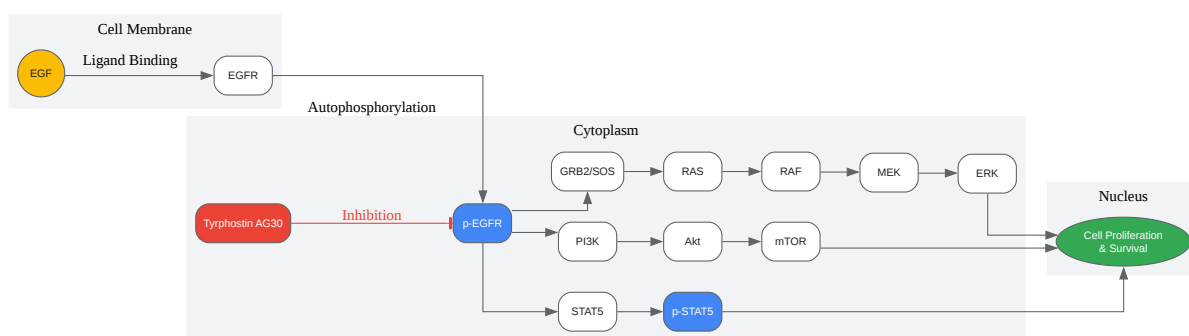 Cell Membrane
Ligand Binding
EGF
EGFR
Autophosphorylation
Cytoplasm
GRB2/SOS
RAS
RAF
MEK
ERK
Nucleus
Tyrphostin AG30
Inhibition
p-EGFR
PI3K
Akt
mTOR
Cell Proliferation
& Survival
STAT5
p-STAT5